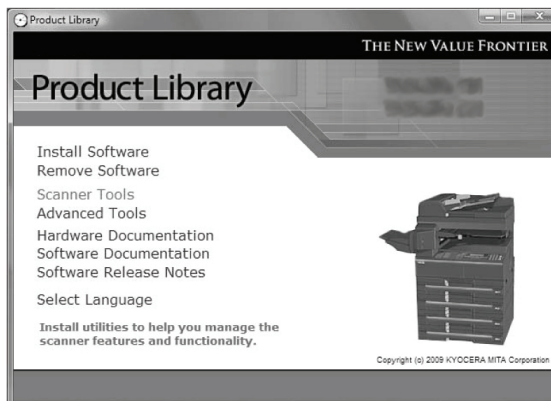 Product Library
THE NEW VALUE FRONTIER
Product Library
Install Software
Remove Software
Scanner Tools
Advanced Tools
Hardware Documentation
Software Documentation
Software Release Notes
Select Language
Install utilities to help you manage the
scanner features and functionality.
Copyright (c) 2009 KYOCERA MITA Corporation